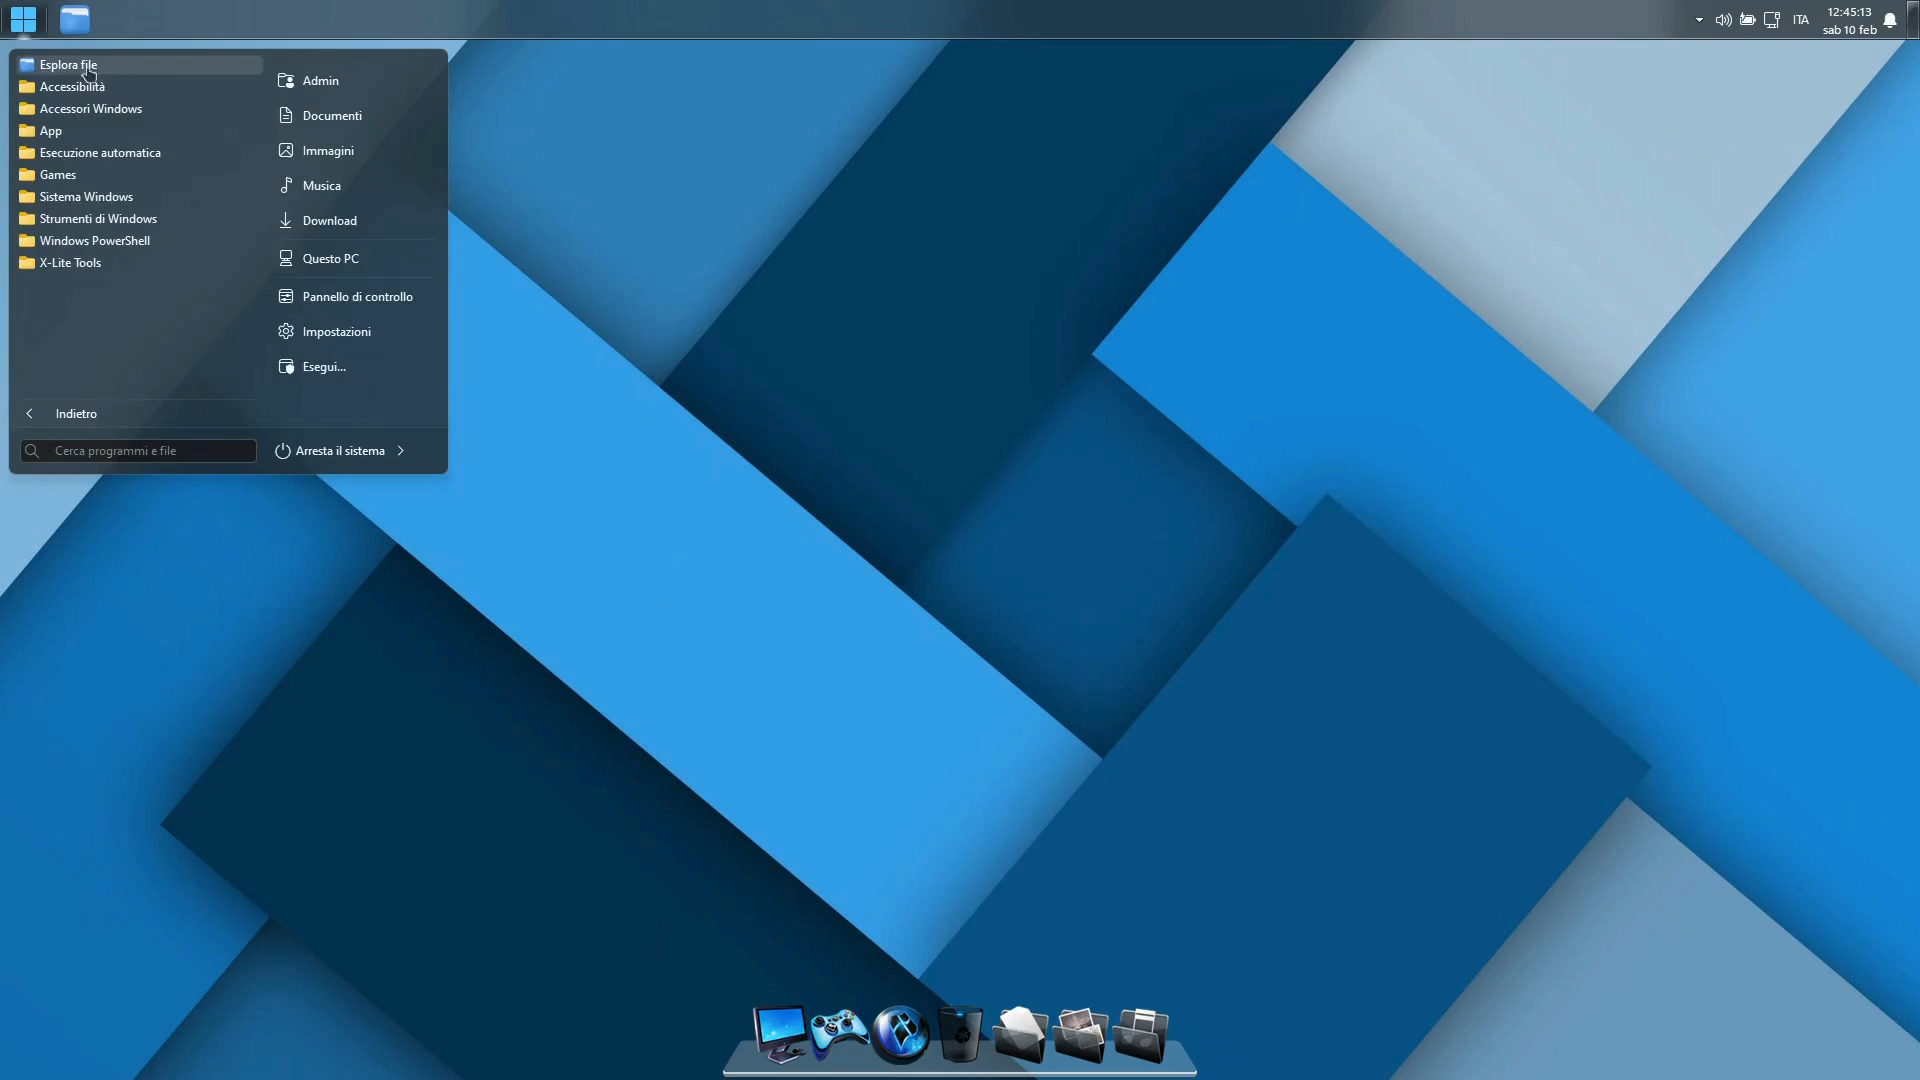 ITA
12:45:13
sab 10 feb
Esplora file
Accessibilità
Accessori Windows
App
Esecuzione automatica
Games
Sistema Windows
Strumenti di Windows
Windows PowerShell
X-Lite Tools
Indietro
Cerca programmi e file
Admin
Documenti
Immagini
Musica
Download
Questo PC
Pannello di controllo
Impostazioni
Esegui...
Arresta il sistema